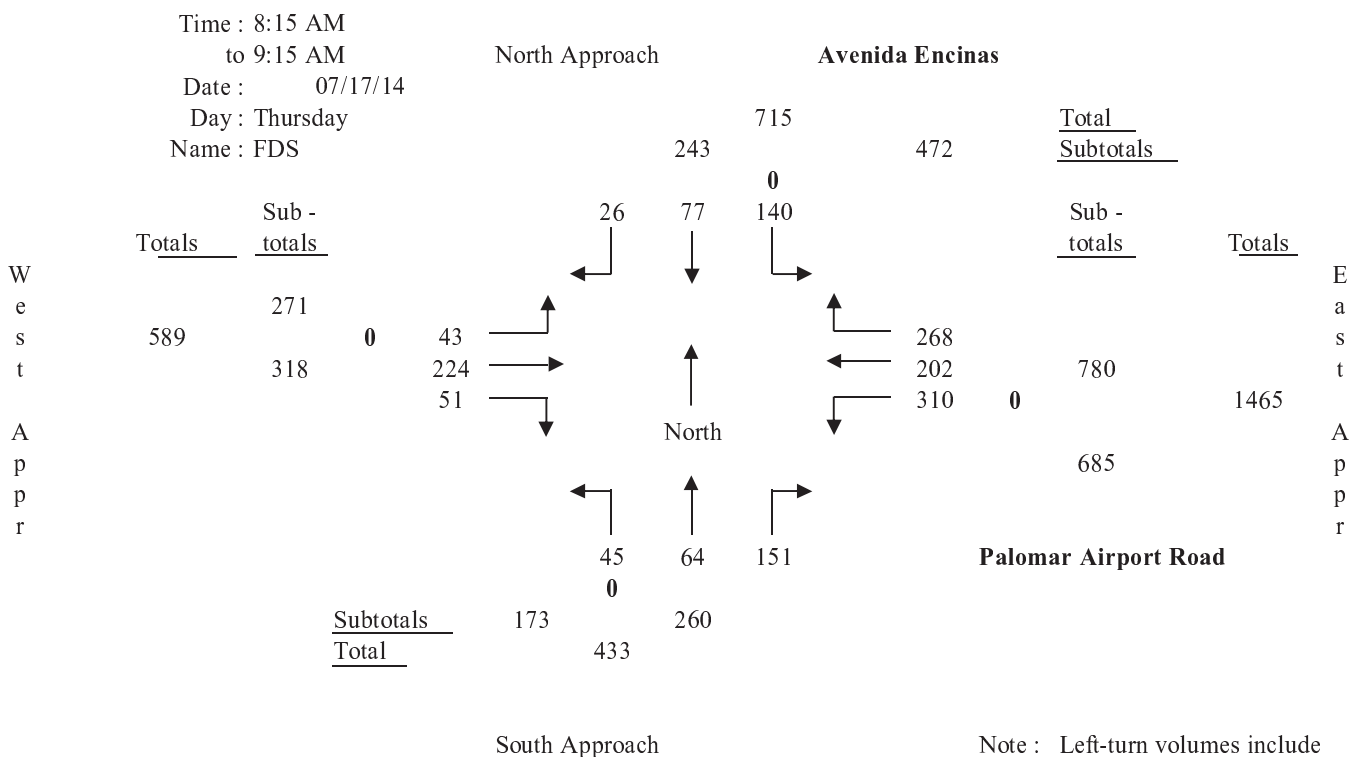 Time : 8:15 AM
to 9:15 AM North Approach Avenida Encinas
Date : 07/17/14
Day : Thursday 715 Total
Name : FDS 243 472 Subtotals
0
Sub - 26 77 140 Sub -
Totals totals totals Totals
W E
e 271 a
s 589 0 43 268 s
t 318 224 202 780 t
51 310 0 1465
A North A
p 685 p
p p
r r
45 64 151 Palomar Airport Road
0
Subtotals 173 260
Total 433
South Approach Note : Left-turn volumes include